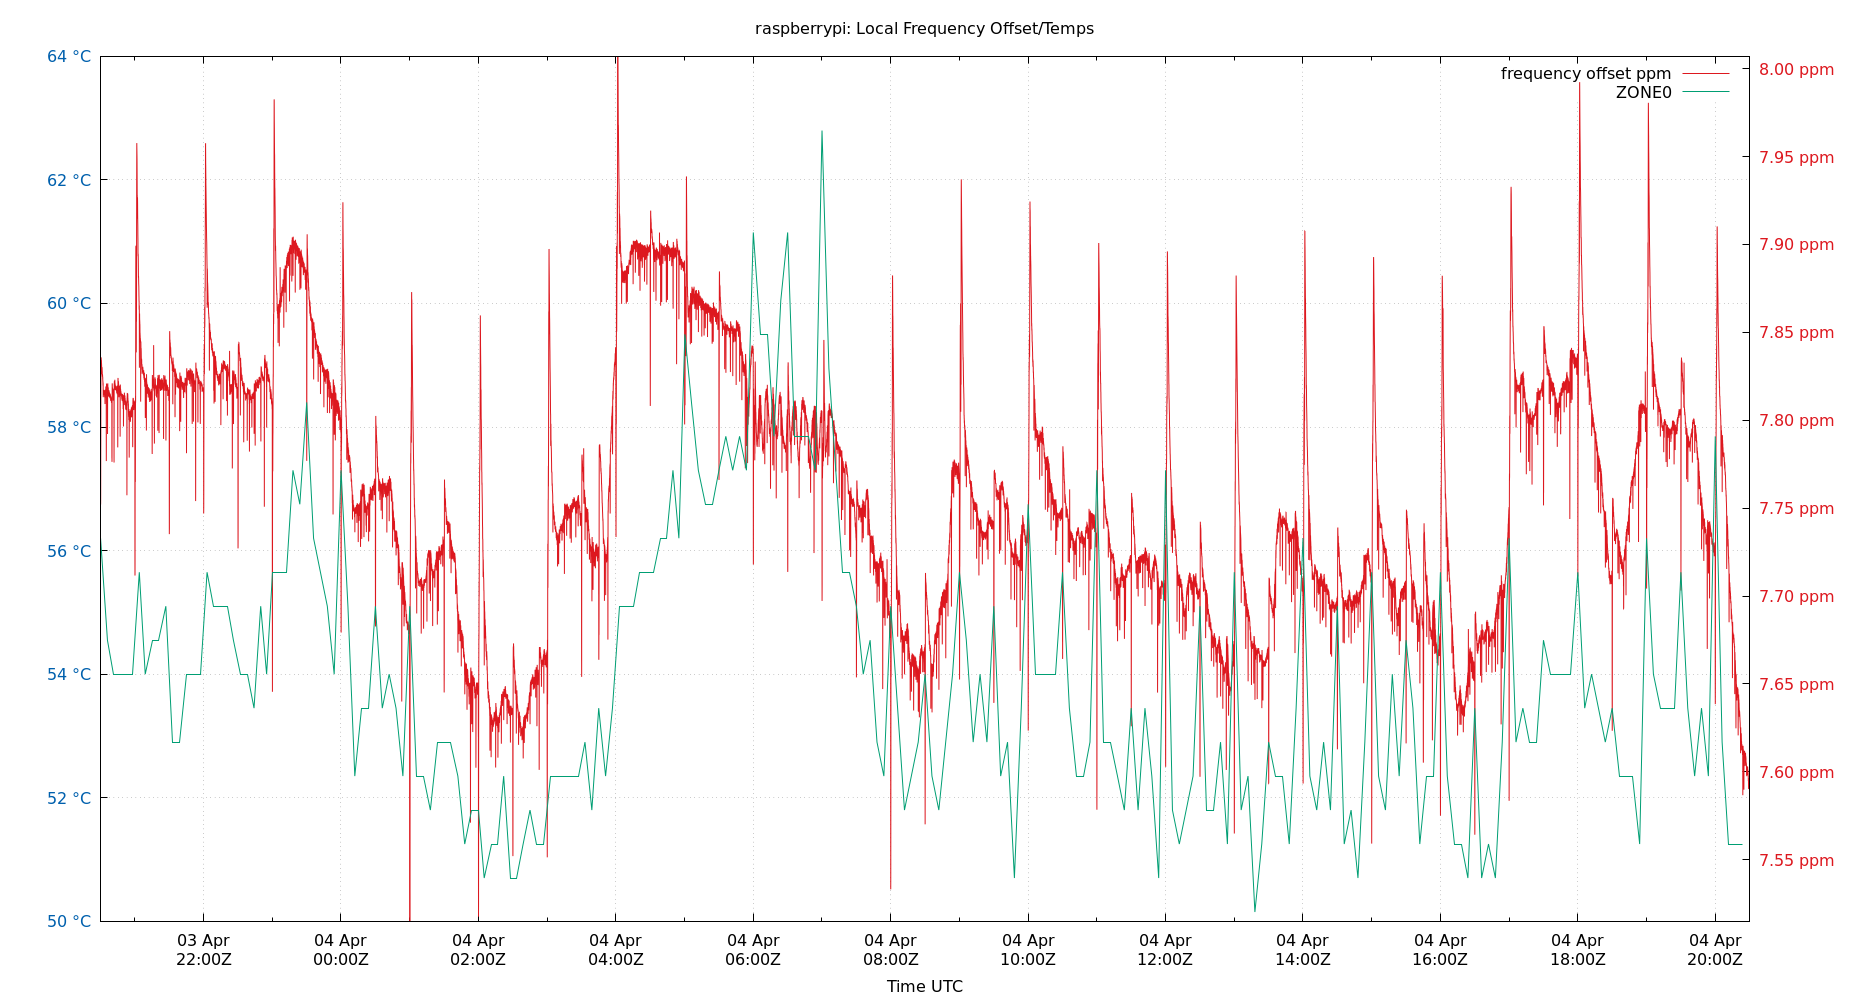 raspberrypi: Local Frequency Offset/Temps
frequency offset ppm
ZONE0
64 °C
62 °C
60 °C
58 °C
56 °C
54 °C
52 °C
50 °C
8.00 ppm
7.95 ppm
7.90 ppm
7.85 ppm
7.80 ppm
7.75 ppm
7.70 ppm
7.65 ppm
7.60 ppm
7.55 ppm
03 Apr
22:00Z
04 Apr
00:00Z
04 Apr
02:00Z
04 Apr
04:00Z
04 Apr
06:00Z
04 Apr
08:00Z
04 Apr
10:00Z
04 Apr
12:00Z
04 Apr
14:00Z
04 Apr
16:00Z
04 Apr
18:00Z
04 Apr
20:00Z
Time UTC